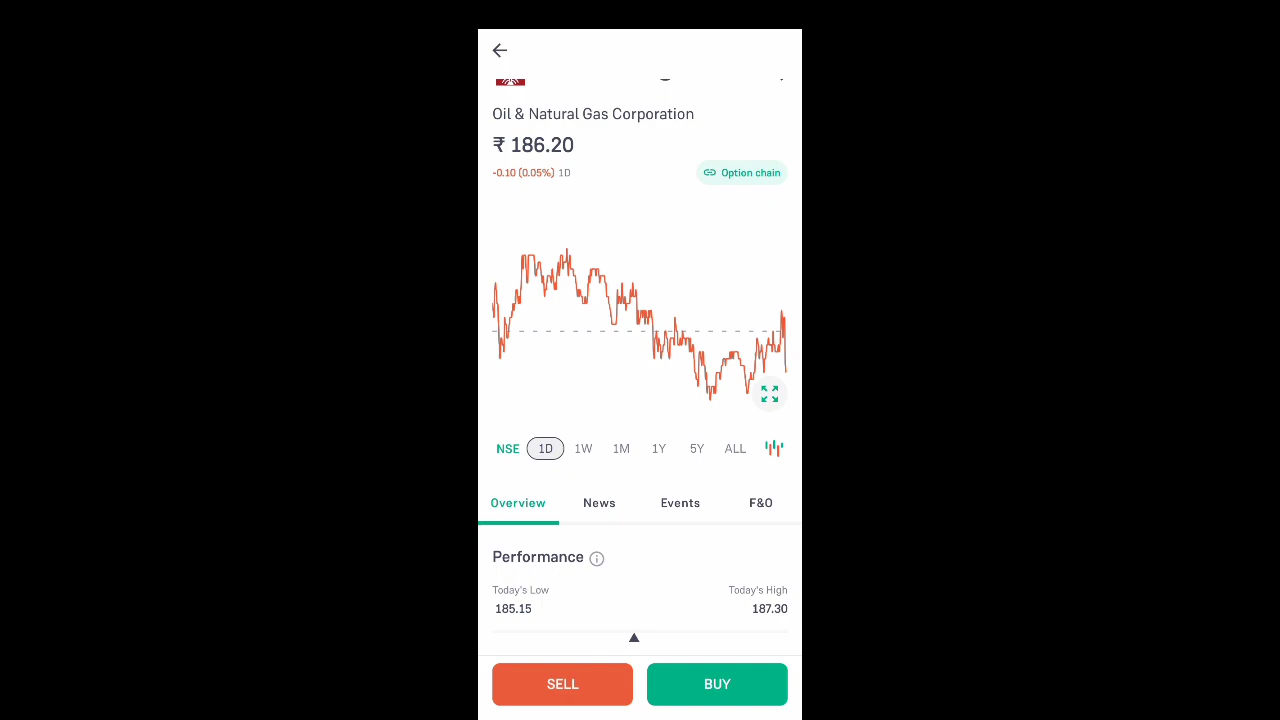 Oil & Natural Gas Corporation
₹ 186.20
-0.10 (0.05%) 1D
Option chain
NSE 1D 1W 1M 1Y 5Y ALL
Overview News Events F&O
Performance
Today's Low Today's High
185.15 187.30
SELL BUY